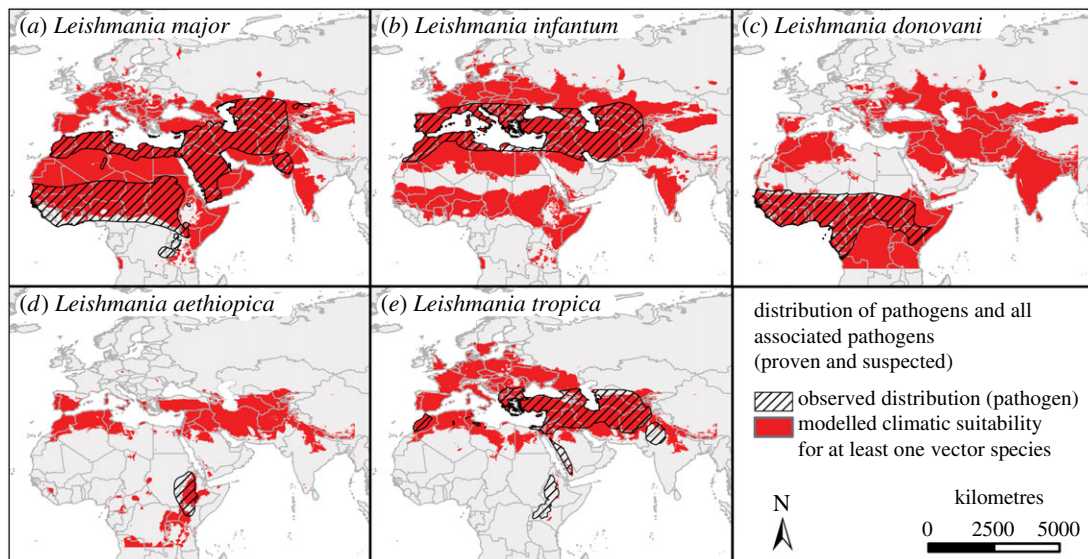 (a) Leishmania major
(b) Leishmania infantum
(c) Leishmania donovani
(d) Leishmania aethiopica
(e) Leishmania tropica
distribution of pathogens and all
associated pathogens
(proven and suspected)
observed distribution (pathogen)
modelled climatic suitability
for at least one vector species
N
kilometres
0 2500 5000